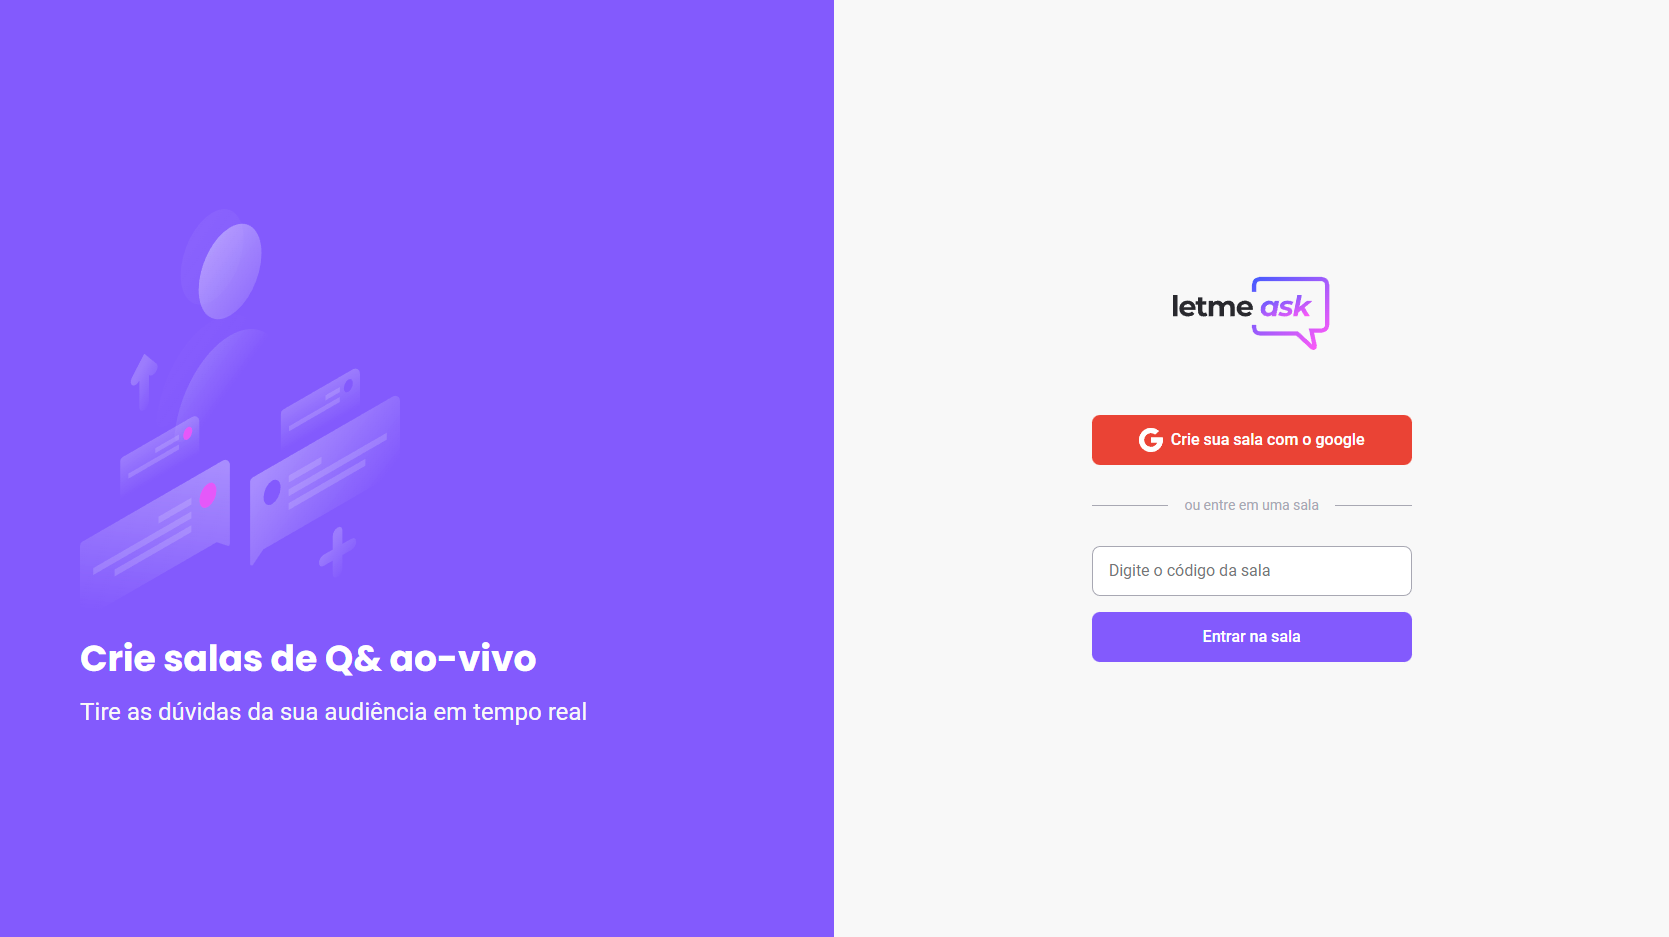 Crie salas de Q& ao-vivo
Tire as dúvidas da sua audiência em tempo real
letme ask
Crie sua sala com o google
ou entre em uma sala
Digite o código da sala
Entrar na sala